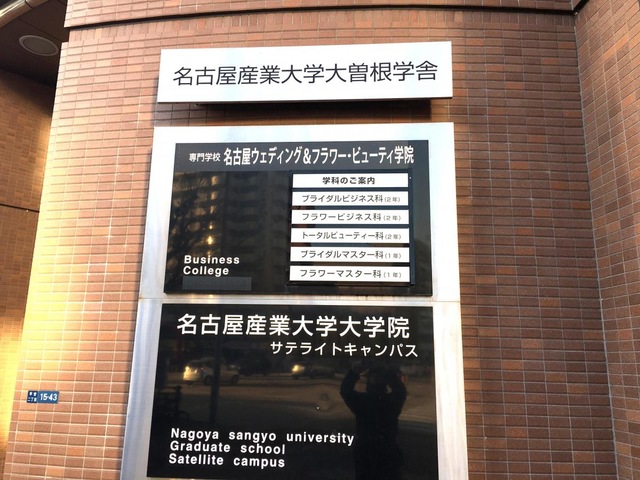 名古屋産業大学大曽根学舎
専門学校 名古屋ウェディング&フラワー・ビューティ学院
学科のご案内
ブライダルビジネス科(2年)
フラワービジネス科(2年)
トータルビューティー科(2年)
ブライダルマスター科(1年)
フラワーマスター科(1年)
Business
College
名古屋産業大学大学院
サテライトキャンパス
15-43
Nagoya sangyo university
Graduate school
Satellite campus